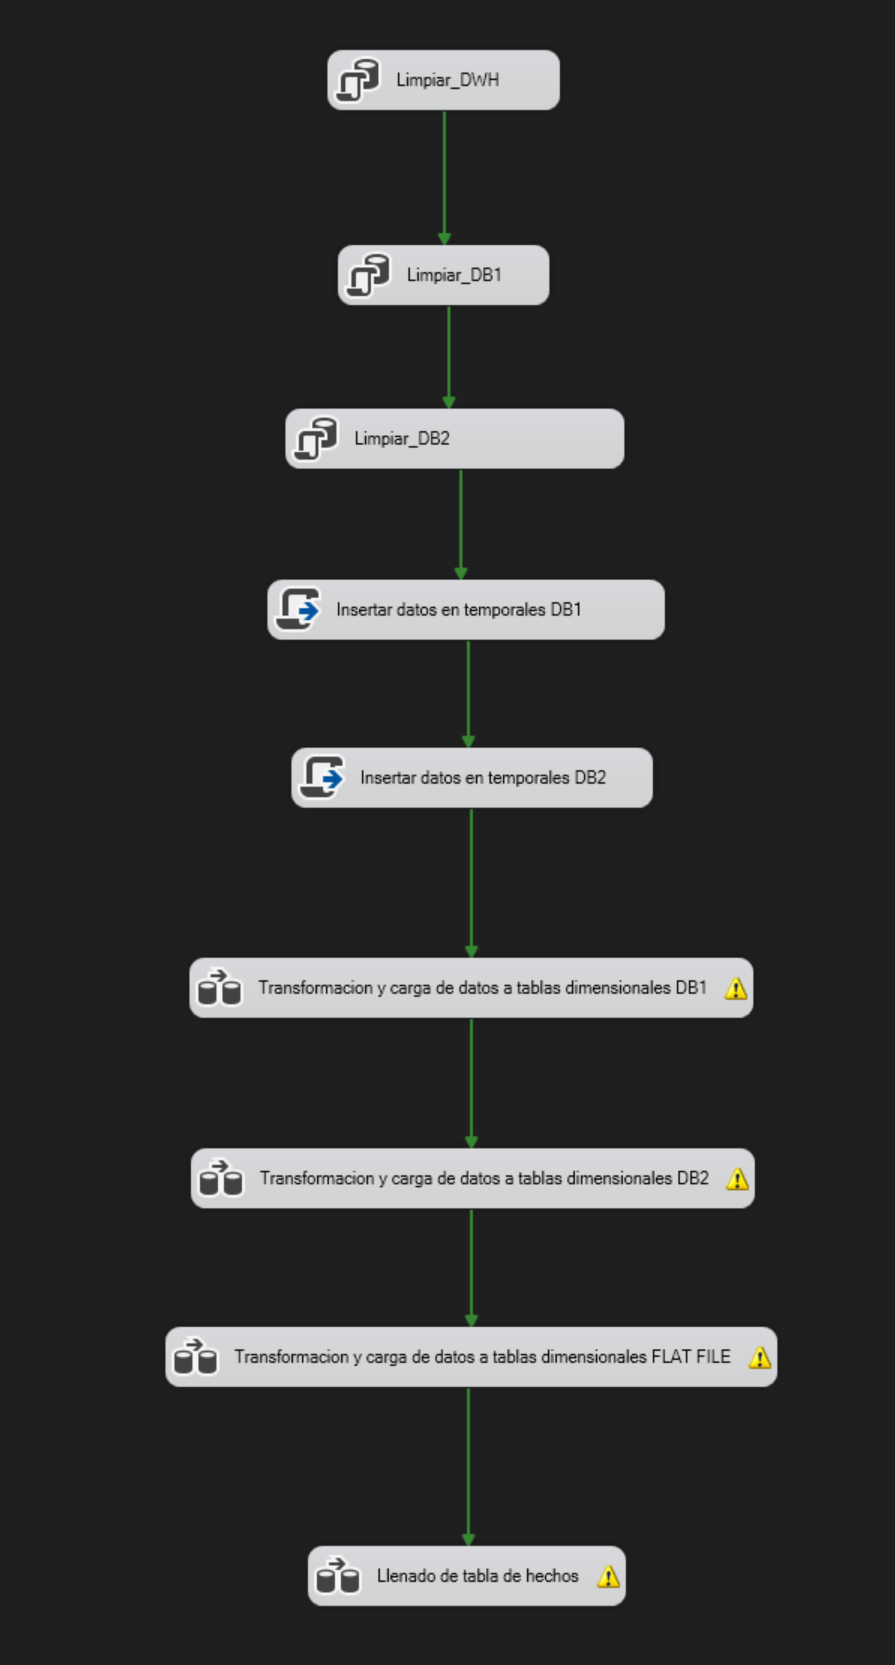 Limpiar_DWH
Limpiar_DB1
Limpiar_DB2
Insertar datos en temporales DB1
Insertar datos en temporales DB2
Transformacion y carga de datos a tablas dimensionales DB1
Transformacion y carga de datos a tablas dimensionales DB2
Transformacion y carga de datos a tablas dimensionales FLAT FILE
Llenado de tabla de hechos